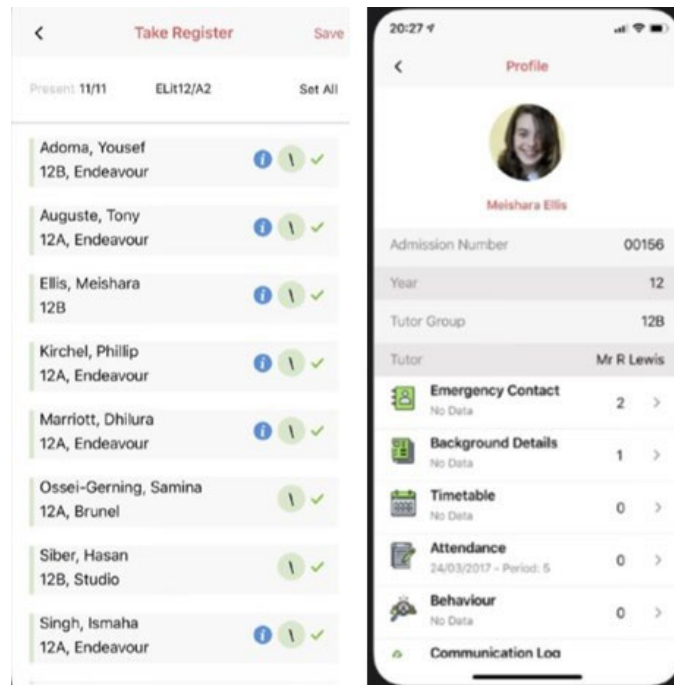 Take Register
Save
Present 11/11
ELit12/A2
Set All
Adoma, Yousef
12B, Endeavour
i \
Auguste, Tony
12A, Endeavour
i \
Ellis, Meishara
12B
i \
Kirchel, Phillip
12A, Endeavour
i \
Marriott, Dhilura
12A, Endeavour
i \
Ossei-Gerning, Samina
12A, Brunel
\
Siber, Hasan
12B, Studio
\
Singh, Ismaha
12A, Endeavour
i \
20:27
Profile
Meishara Ellis
Admission Number 00156
Year 12
Tutor Group 12B
Tutor Mr R Lewis
Emergency Contact
No Data
2
Background Details
No Data
1
Timetable
No Data
0
Attendance
24/03/2017 - Period: 5
0
Behaviour
No Data
0
Communication Log